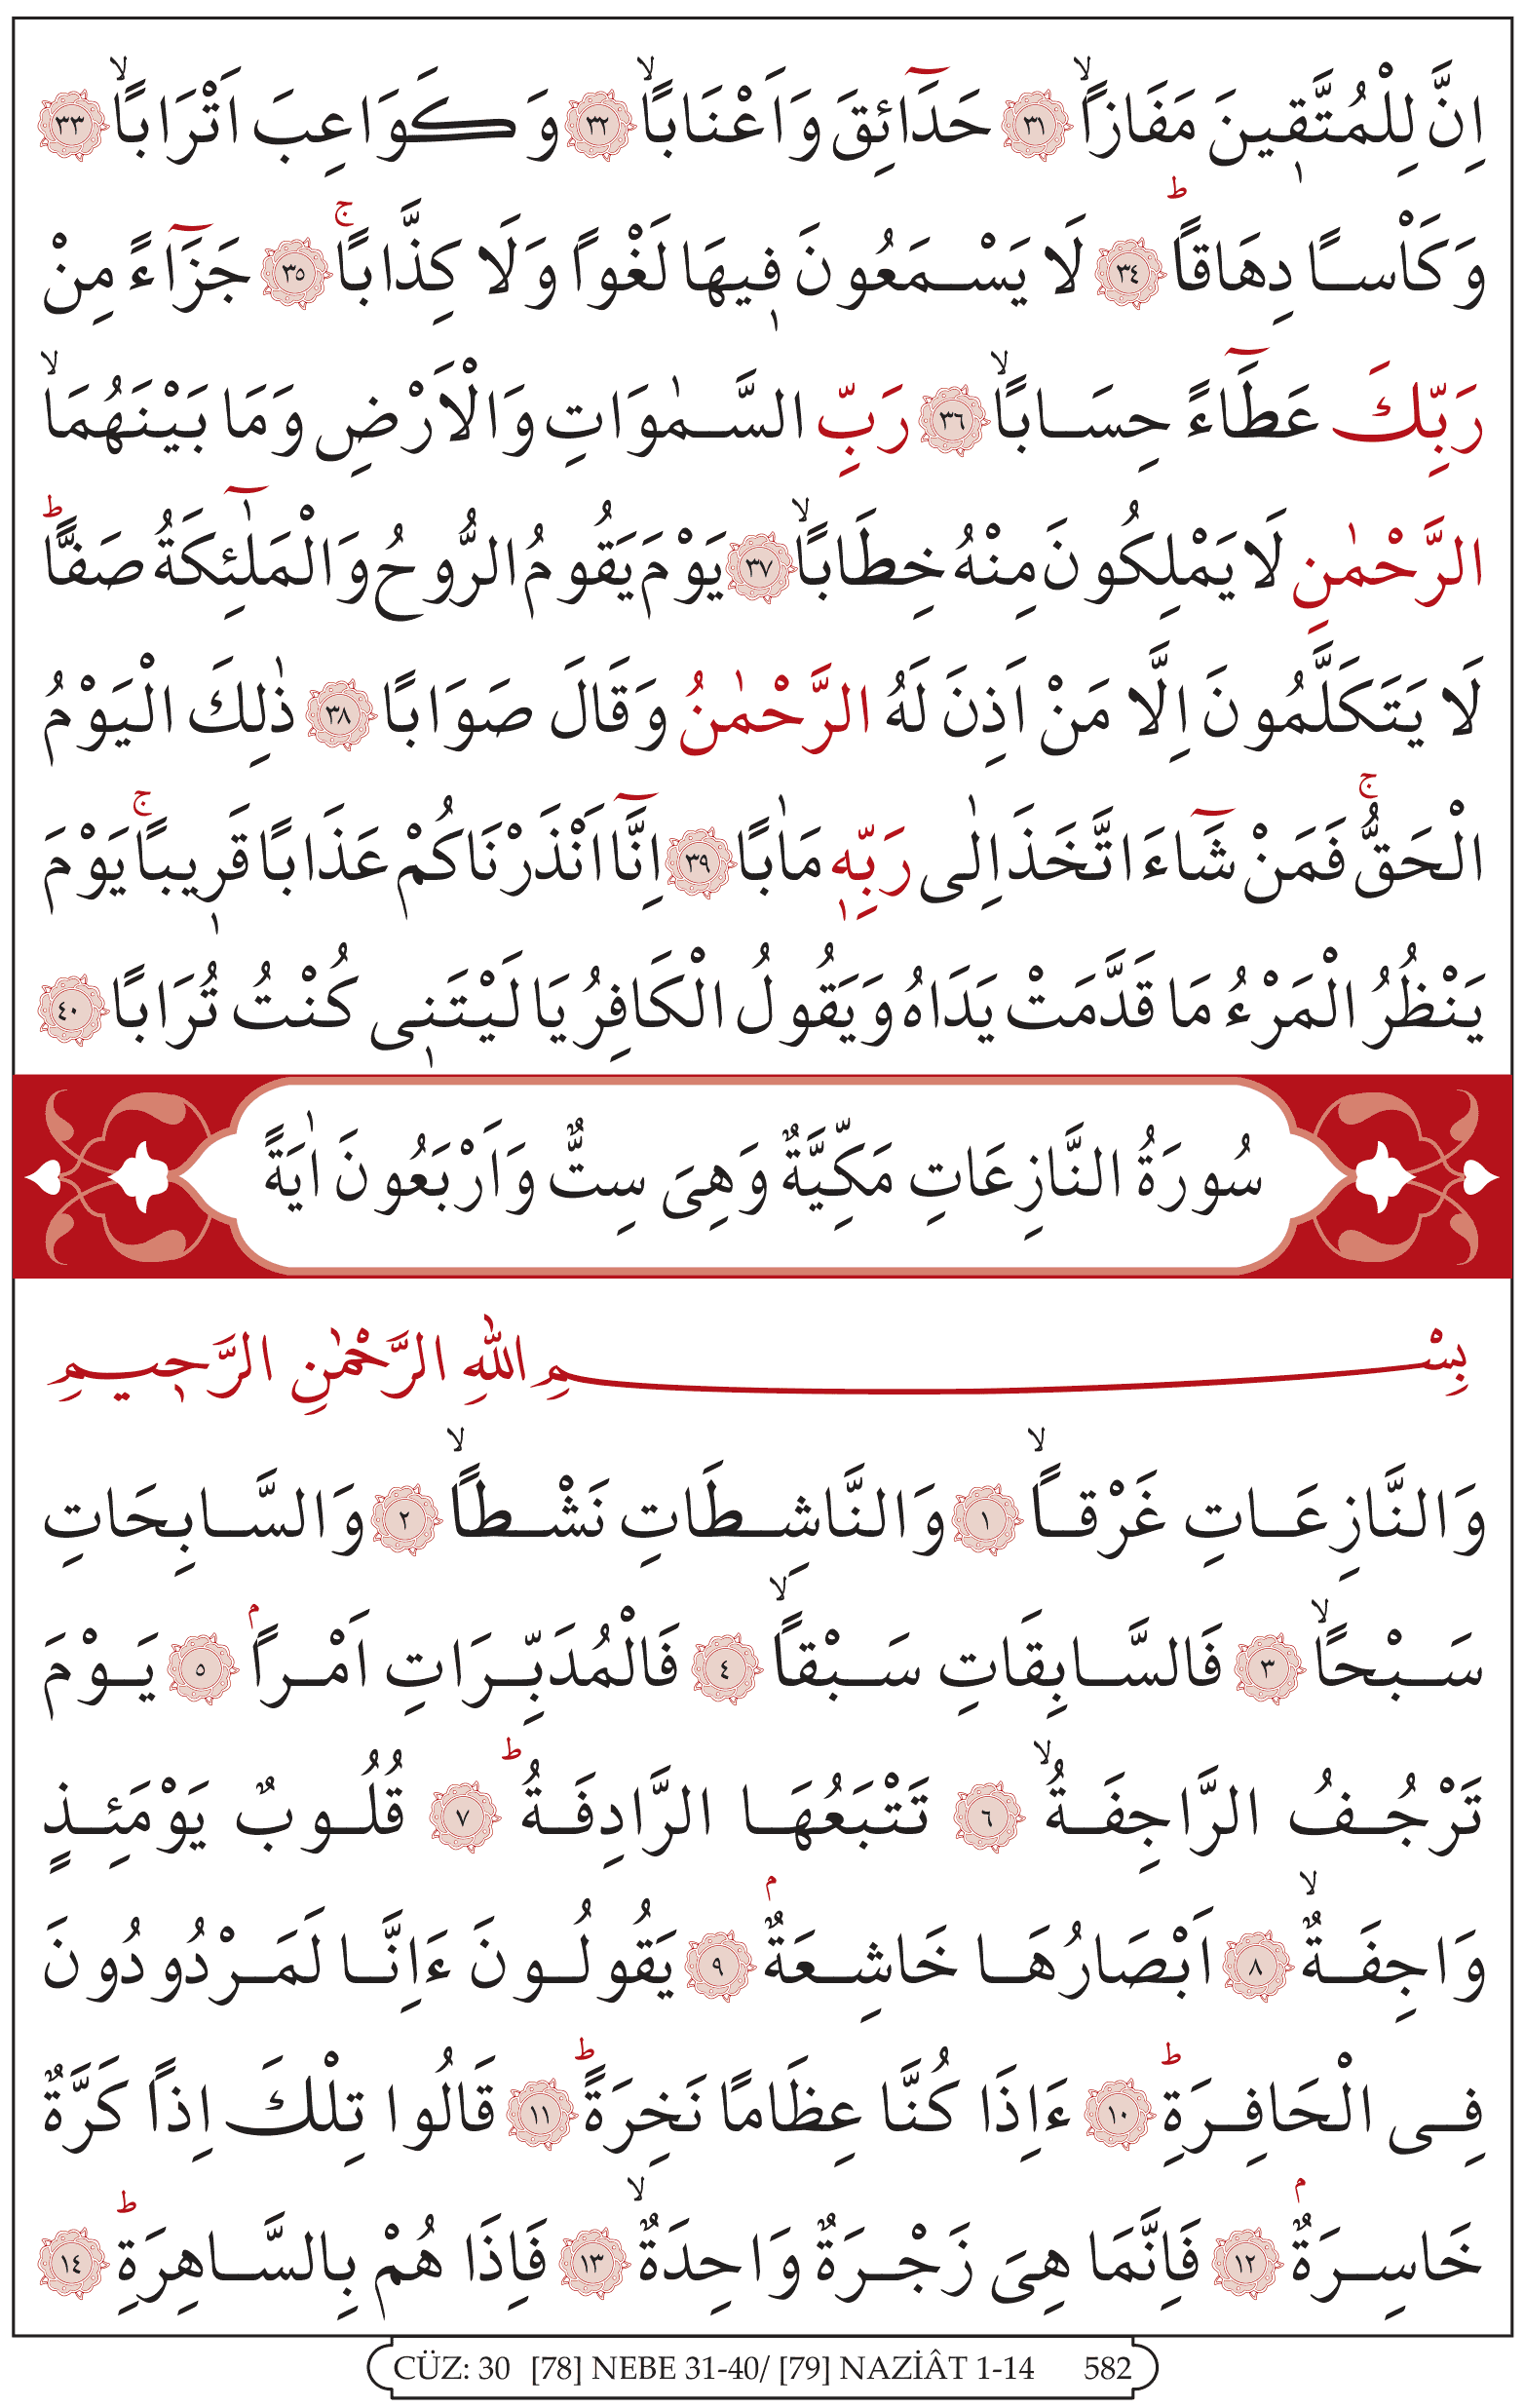 اِنَّ لِلْمُتَّق۪ينَ مَفَازاًۙ ﴿٣١﴾ حَدَٓائِقَ وَاَعْنَاباًۙ ﴿٣٢﴾ وَكَوَاعِبَ اَتْرَاباًۙ ﴿٣٣﴾
وَكَأْساً دِهَاقاًۜ ﴿٣٤﴾ لَا يَسْمَعُونَ ف۪يهَا لَغْواً وَلَا كِذَّاباًۚ ﴿٣٥﴾ جَزَٓاءً مِنْ
رَبِّكَ عَطَٓاءً حِسَاباًۙ ﴿٣٦﴾ رَبِّ السَّمٰوَاتِ وَالْاَرْضِ وَمَا بَيْنَهُمَاۙ
الرَّحْمٰنِ لَا يَمْلِكُونَ مِنْهُ خِطَاباًۙ ﴿٣٧﴾ يَوْمَ يَقُومُ الرُّوحُ وَالْمَلٰٓئِكَةُ صَفاًّۜ
لَا يَتَكَلَّمُونَ اِلَّا مَنْ اَذِنَ لَهُ الرَّحْمٰنُ وَقَالَ صَوَاباً ﴿٣٨﴾ ذٰلِكَ الْيَوْمُ
الْحَقُّۚ فَمَنْ شَٓاءَ اتَّخَذَ اِلٰى رَبِّه۪ مَاٰباً ﴿٣٩﴾ اِنَّٓا اَنْذَرْنَاكُمْ عَذَاباً قَر۪يباًۚ يَوْمَ
يَنْظُرُ الْمَرْءُ مَا قَدَّمَتْ يَدَاهُ وَيَقُولُ الْكَافِرُ يَا لَيْتَن۪ى كُنْتُ تُرَاباً ﴿٤٠﴾
سُورَةُ النَّازِعَاتِ مَكِّيَّةٌ وَهِىَ سِتٌّ وَاَرْبَعُونَ اٰيَةً
بِسْمِ اللّٰهِ الرَّحْمٰنِ الرَّح۪يمِ
وَالنَّازِعَاتِ غَرْقاًۙ ﴿١﴾ وَالنَّاشِطَاتِ نَشْطاًۙ ﴿٢﴾ وَالسَّابِحَاتِ
سَبْحاًۙ ﴿٣﴾ فَالسَّابِقَاتِ سَبْقاًۙ ﴿٤﴾ فَالْمُدَبِّرَاتِ اَمْراًۢ ﴿٥﴾ يَوْمَ
تَرْجُفُ الرَّاجِفَةُۙ ﴿٦﴾ تَتْبَعُهَا الرَّادِفَةُۜ ﴿٧﴾ قُلُوبٌ يَوْمَئِذٍ
وَاجِفَةٌۙ ﴿٨﴾ اَبْصَارُهَا خَاشِعَةٌۢ ﴿٩﴾ يَقُولُونَ ءَاِنَّا لَمَرْدُودُونَ
فِى الْحَافِرَةِۜ ﴿١٠﴾ ءَاِذَا كُنَّا عِظَاماً نَخِرَةًۜ ﴿١١﴾ قَالُوا تِلْكَ اِذاً كَرَّةٌ
خَاسِرَةٌۢ ﴿١٢﴾ فَاِنَّمَا هِىَ زَجْرَةٌ وَاحِدَةٌۙ ﴿١٣﴾ فَاِذَا هُمْ بِالسَّاهِرَةِۜ ﴿١٤﴾
CÜZ: 30 [78] NEBE 31-40/ [79] NAZİÂT 1-14 582